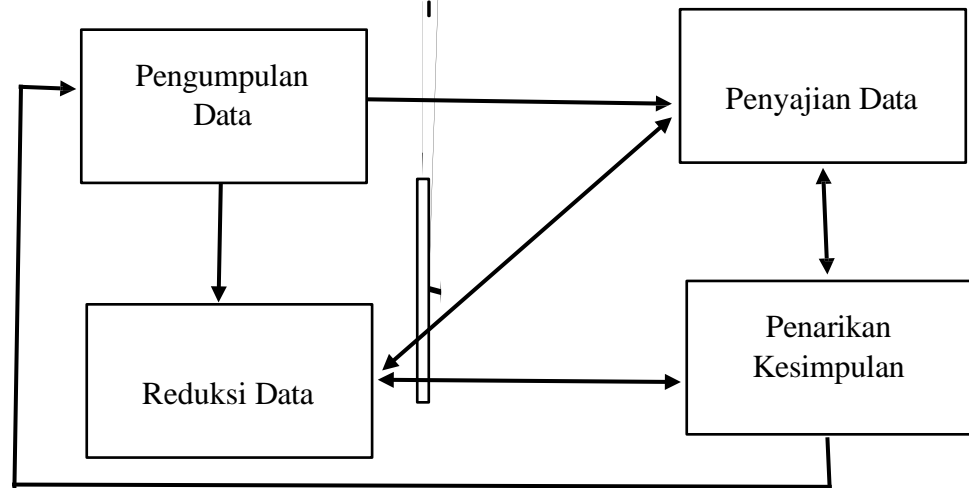 Pengumpulan
Data
Penyajian Data
Reduksi Data
Penarikan
Kesimpulan